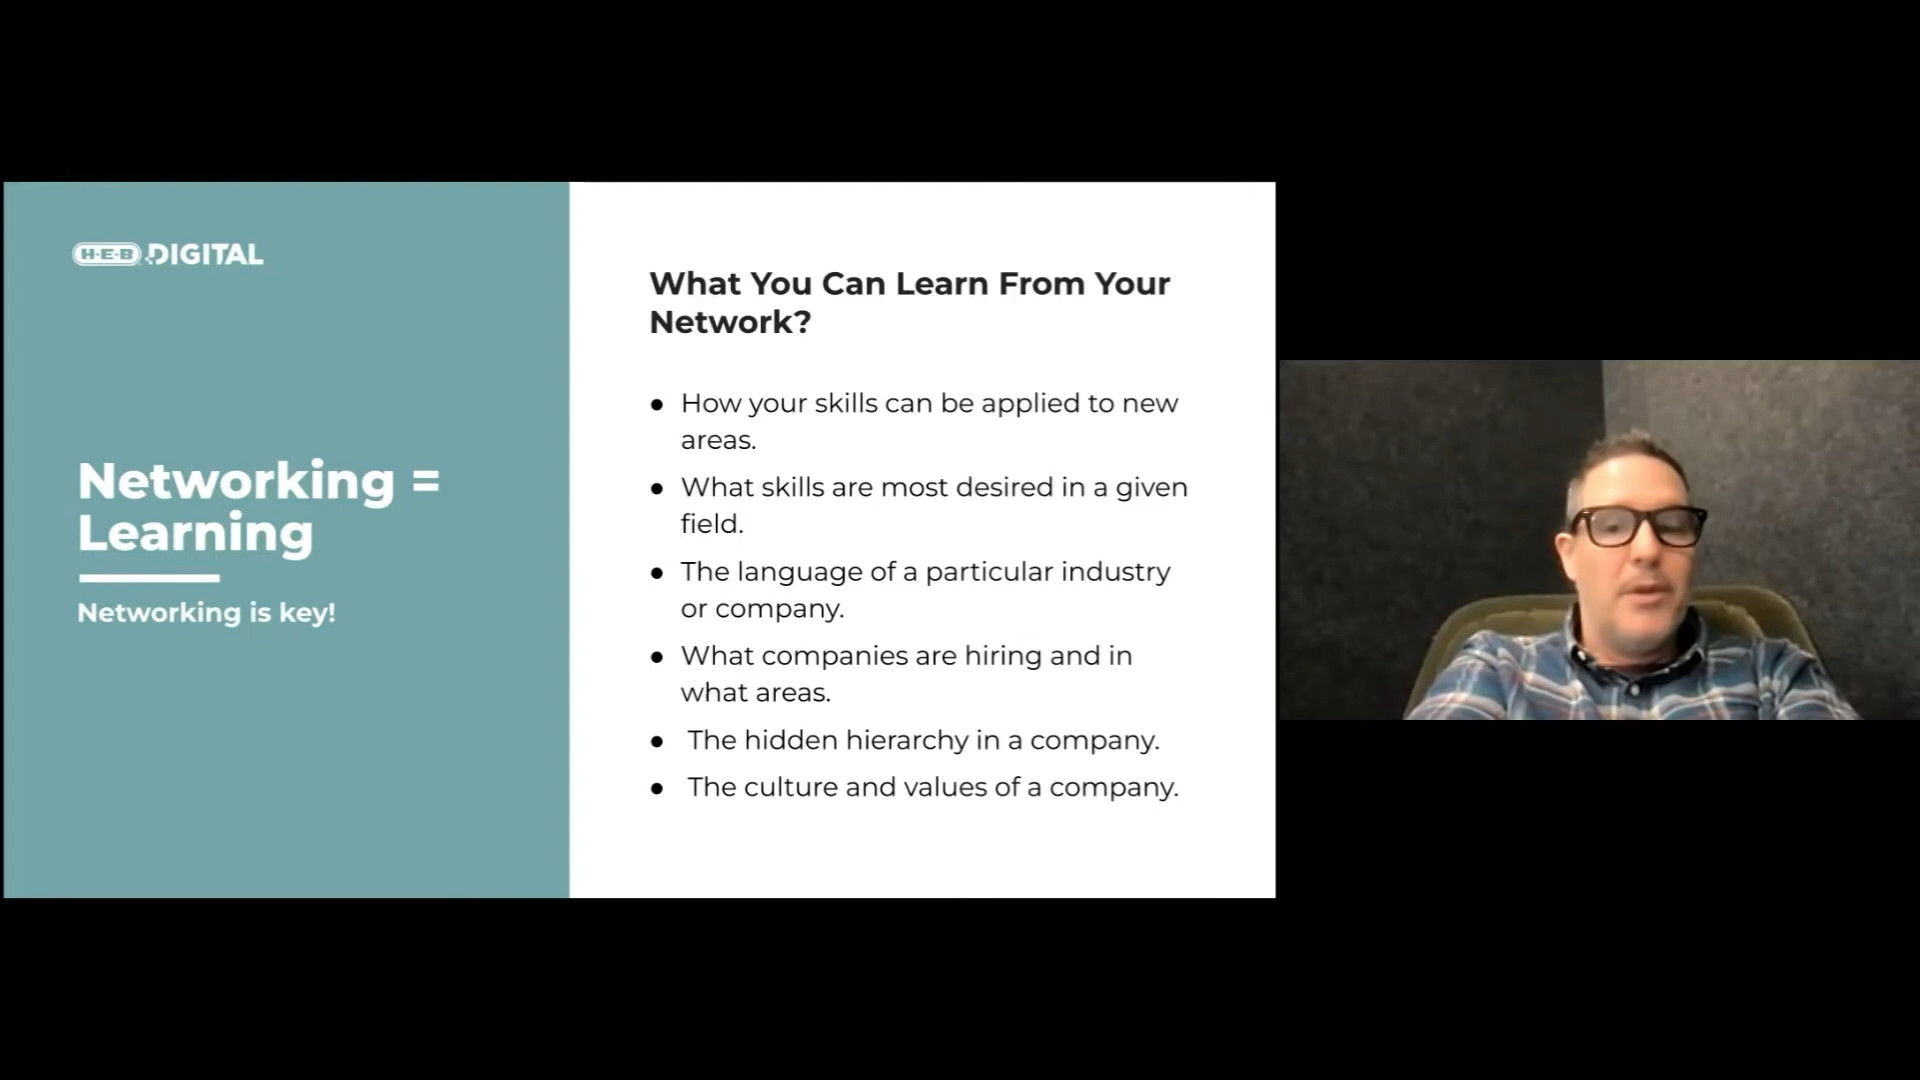 H-E-B DIGITAL
Networking =
Learning
Networking is key!
What You Can Learn From Your
Network?
● How your skills can be applied to new
areas.
● What skills are most desired in a given
field.
● The language of a particular industry
or company.
● What companies are hiring and in
what areas.
● The hidden hierarchy in a company.
● The culture and values of a company.